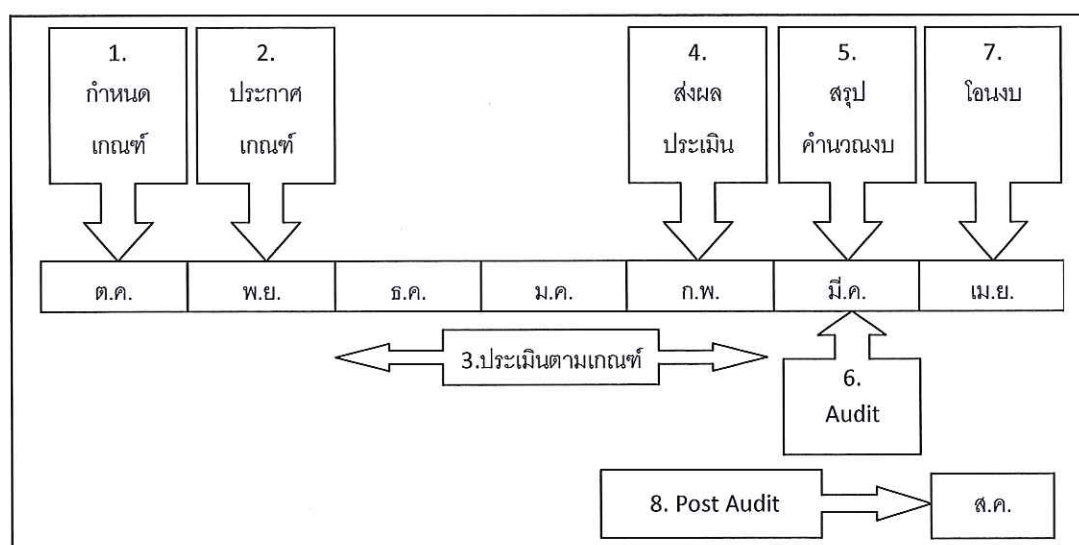 1.
กำหนด
เกณฑ์
2.
ประกาศ
เกณฑ์
4.
ส่งผล
ประเมิน
5.
สรุป
คำนวณงบ
7.
โอนงบ
ต.ค.
พ.ย.
ธ.ค.
ม.ค.
ก.พ.
มี.ค.
เม.ย.
3.ประเมินตามเกณฑ์
6.
Audit
8. Post Audit
ส.ค.